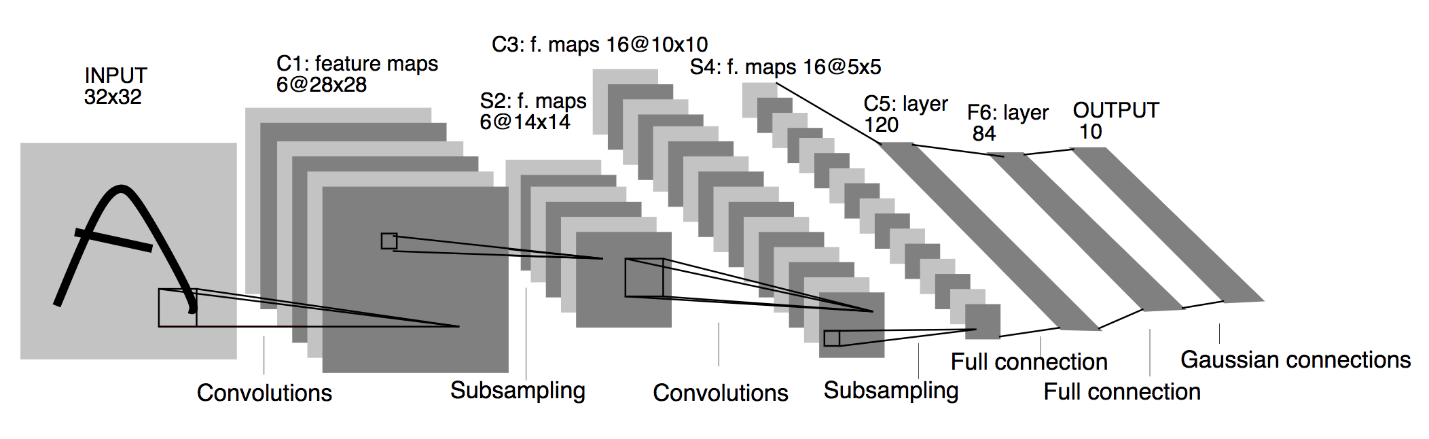 INPUT
32x32
C1: feature maps
6@28x28
S2: f. maps
6@14x14
C3: f. maps 16@10x10
S4: f. maps 16@5x5
C5: layer
120
F6: layer
84
OUTPUT
10
Convolutions
Subsampling
Convolutions
Subsampling
Full connection
Full connection
Gaussian connections
A